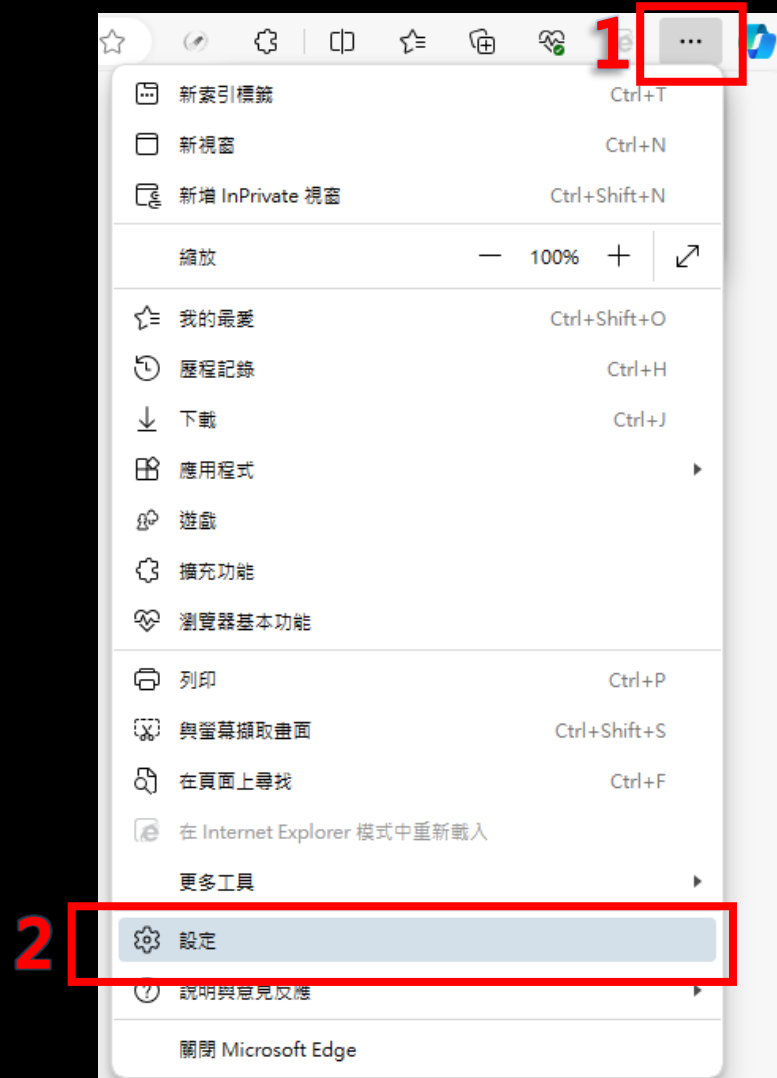 1
新索引標籤 Ctrl+T
新視窗 Ctrl+N
新增 InPrivate 視窗 Ctrl+Shift+N
縮放 — 100% +
我的最愛 Ctrl+Shift+O
歷程記錄 Ctrl+H
下載 Ctrl+J
應用程式
遊戲
擴充功能
瀏覽器基本功能
列印 Ctrl+P
與螢幕擷取畫面 Ctrl+Shift+S
在頁面上尋找 Ctrl+F
在 Internet Explorer 模式中重新載入
更多工具
2 設定
說明與意見反應
關閉 Microsoft Edge